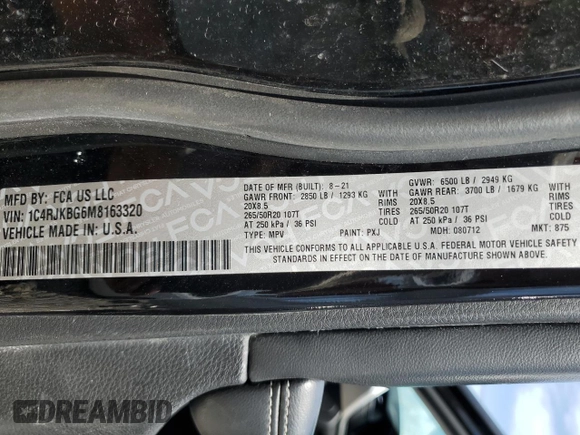 MFD BY: FCA US LLC
VIN: 1C4RJKBG6M8163320
VEHICLE MADE IN: U.S.A.
DATE OF MFR (BUILT): 8-21
GVWR: 6500 LB / 2949 KG
GAWR FRONT: 2850 LB / 1293 KG WITH
GAWR REAR: 3700 LB / 1679 KG WITH
20X8.5 RIMS
20X8.5 RIMS
265/50R20 107T TIRES
265/50R20 107T TIRES
AT 250 kPa / 36 PSI COLD
AT 250 kPa / 36 PSI COLD
TYPE: MPV PAINT: PXJ MDH: 080712 MKT: 875
THIS VEHICLE CONFORMS TO ALL APPLICABLE U.S.A. FEDERAL MOTOR VEHICLE SAFETY
STANDARDS IN EFFECT ON THE DATE OF MANUFACTURE SHOWN ABOVE.
DREAMBID